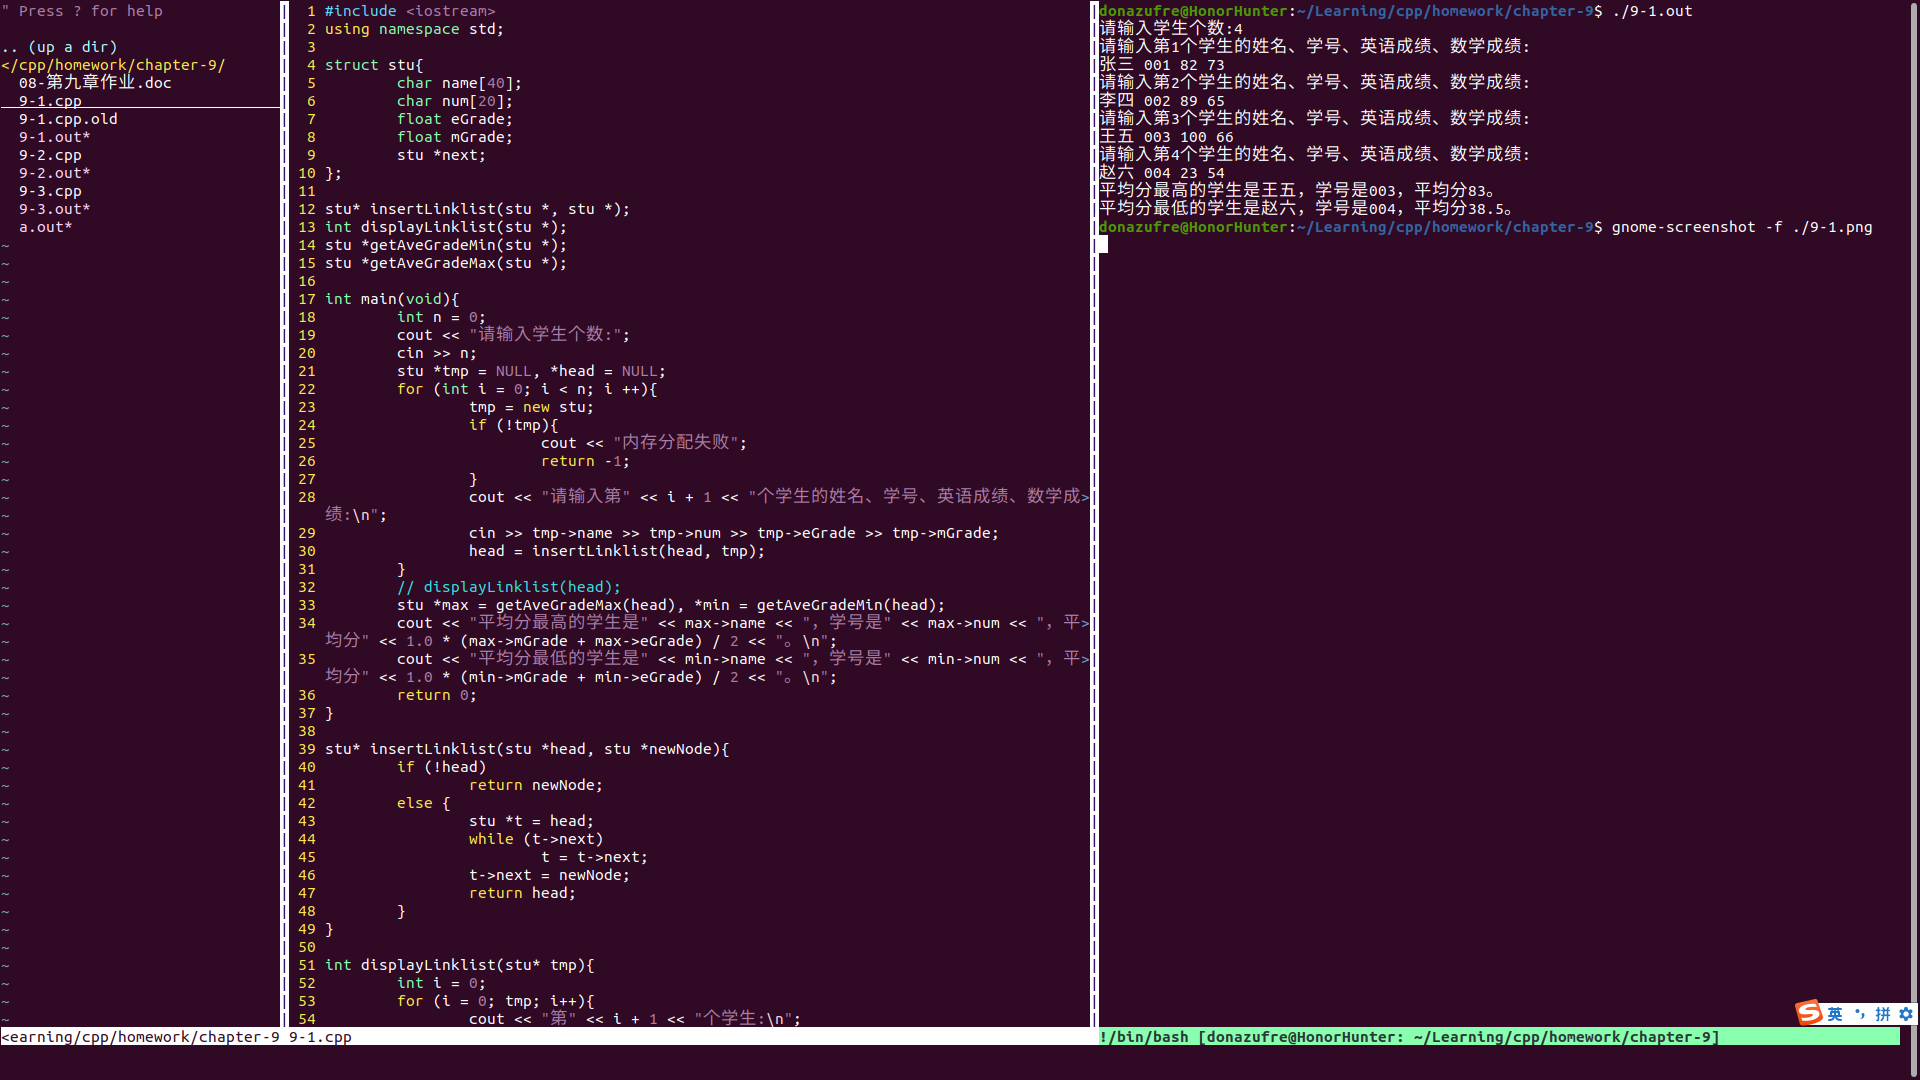 " Press ? for help
.. (up a dir)
</cpp/homework/chapter-9/
08-第九章作业.doc
9-1.cpp
9-1.cpp.old
9-1.out*
9-2.cpp
9-2.out*
9-3.cpp
9-3.out*
a.out*
1 #include <iostream>
2 using namespace std;
3
4 struct stu{
5 char name[40];
6 char num[20];
7 float eGrade;
8 float mGrade;
9 stu *next;
10 };
11
12 stu* insertLinklist(stu *, stu *);
13 int displayLinklist(stu *);
14 stu *getAveGradeMin(stu *);
15 stu *getAveGradeMax(stu *);
16
17 int main(void){
18 int n = 0;
19 cout << "请输入学生个数:";
20 cin >> n;
21 stu *tmp = NULL, *head = NULL;
22 for (int i = 0; i < n; i ++){
23 tmp = new stu;
24 if (!tmp){
25 cout << "内存分配失败";
26 return -1;
27 }
28 cout << "请输入第" << i + 1 << "个学生的姓名、学号、英语成绩、数学成>
绩:\n";
29 cin >> tmp->name >> tmp->num >> tmp->eGrade >> tmp->mGrade;
30 head = insertLinklist(head, tmp);
31 }
32 // displayLinklist(head);
33 stu *max = getAveGradeMax(head), *min = getAveGradeMin(head);
34 cout << "平均分最高的学生是" << max->name << "，学号是" << max->num << "，平>
均分" << 1.0 * (max->mGrade + max->eGrade) / 2 << "。\n";
35 cout << "平均分最低的学生是" << min->name << "，学号是" << min->num << "，平>
均分" << 1.0 * (min->mGrade + min->eGrade) / 2 << "。\n";
36 return 0;
37 }
38
39 stu* insertLinklist(stu *head, stu *newNode){
40 if (!head)
41 return newNode;
42 else {
43 stu *t = head;
44 while (t->next)
45 t = t->next;
46 t->next = newNode;
47 return head;
48 }
49 }
50
51 int displayLinklist(stu* tmp){
52 int i = 0;
53 for (i = 0; tmp; i++){
54 cout << "第" << i + 1 << "个学生:\n";
<earning/cpp/homework/chapter-9 9-1.cpp
donazufre@HonorHunter:~/Learning/cpp/homework/chapter-9$ ./9-1.out
请输入学生个数:4
请输入第1个学生的姓名、学号、英语成绩、数学成绩:
张三 001 82 73
请输入第2个学生的姓名、学号、英语成绩、数学成绩:
李四 002 89 65
请输入第3个学生的姓名、学号、英语成绩、数学成绩:
王五 003 100 66
请输入第4个学生的姓名、学号、英语成绩、数学成绩:
赵六 004 23 54
平均分最高的学生是王五，学号是003，平均分83。
平均分最低的学生是赵六，学号是004，平均分38.5。
donazufre@HonorHunter:~/Learning/cpp/homework/chapter-9$ gnome-screenshot -f ./9-1.png
英 拼
!/bin/bash [donazufre@HonorHunter: ~/Learning/cpp/homework/chapter-9]